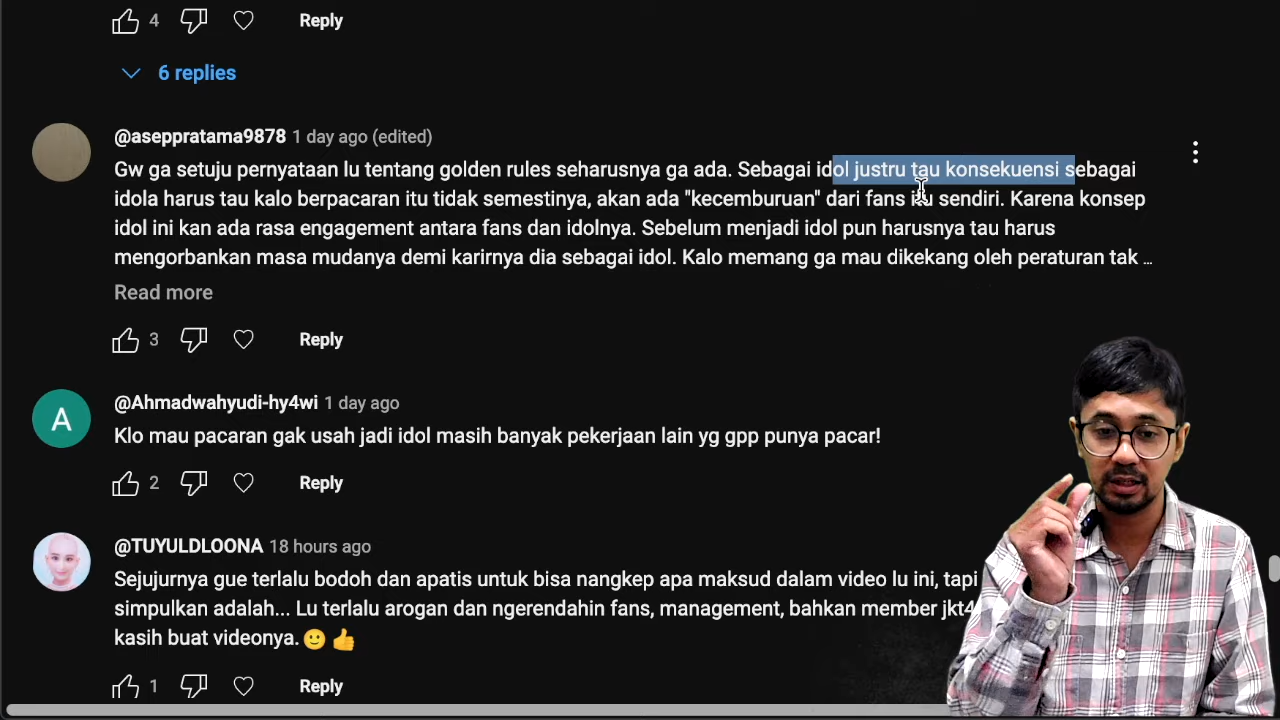 4 Reply
6 replies
@aseppratama9878 1 day ago (edited)
Gw ga setuju pernyataan lu tentang golden rules seharusnya ga ada. Sebagai idol justru tau konsekuensi sebagai
idola harus tau kalo berpacaran itu tidak semestinya, akan ada "kecemburuan" dari fans itu sendiri. Karena konsep
idol ini kan ada rasa engagement antara fans dan idolnya. Sebelum menjadi idol pun harusnya tau harus
mengorbankan masa mudanya demi karirnya dia sebagai idol. Kalo memang ga mau dikekang oleh peraturan tak ...
Read more
3 Reply
A
@Ahmadwahyudi-hy4wi 1 day ago
Klo mau pacaran gak usah jadi idol masih banyak pekerjaan lain yg gpp punya pacar!
2 Reply
@TUYULDLOONA 18 hours ago
Sejujurnya gue terlalu bodoh dan apatis untuk bisa nangkep apa maksud dalam video lu ini, tapi
simpulkan adalah... Lu terlalu arogan dan ngerendahin fans, management, bahkan member jkt4
kasih buat videonya. 🙂 👍
1 Reply